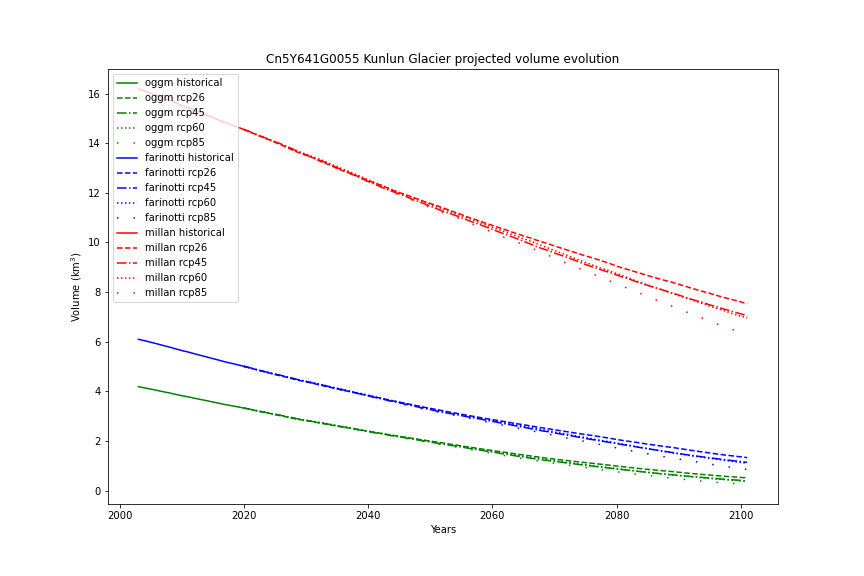 Cn5Y641G0055 Kunlun Glacier projected volume evolution
oggm historical
oggm rcp26
oggm rcp45
oggm rcp60
oggm rcp85
farinotti historical
farinotti rcp26
farinotti rcp45
farinotti rcp60
farinotti rcp85
millan historical
millan rcp26
millan rcp45
millan rcp60
millan rcp85
Volume (km³)
16
14
12
10
8
6
4
2
0
2000 2020 2040 2060 2080 2100
Years